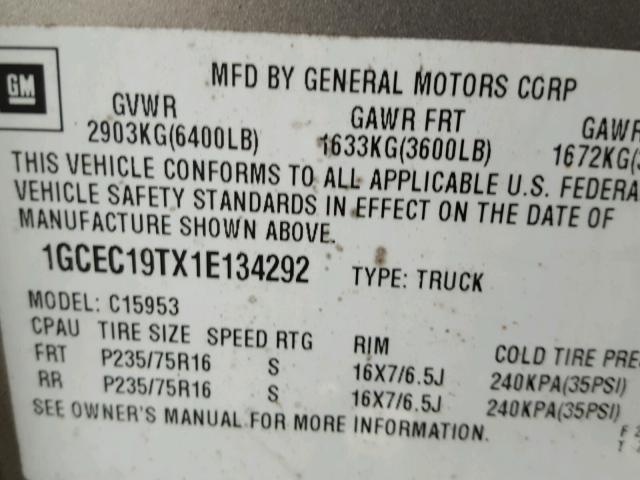 GM
MFD BY GENERAL MOTORS CORP
GVWR GAWR FRT GAWR
2903KG(6400LB) 1633KG(3600LB) 1672KG(
THIS VEHICLE CONFORMS TO ALL APPLICABLE U.S. FEDERA
VEHICLE SAFETY STANDARDS IN EFFECT ON THE DATE OF
MANUFACTURE SHOWN ABOVE.
1GCEC19TX1E134292 TYPE: TRUCK
MODEL: C15953
CPAU TIRE SIZE SPEED RTG RIM COLD TIRE PRE
FRT P235/75R16 S 16X7/6.5J 240KPA(35PSI)
RR P235/75R16 S 16X7/6.5J 240KPA(35PSI)
SEE OWNER'S MANUAL FOR MORE INFORMATION.
F 2
T